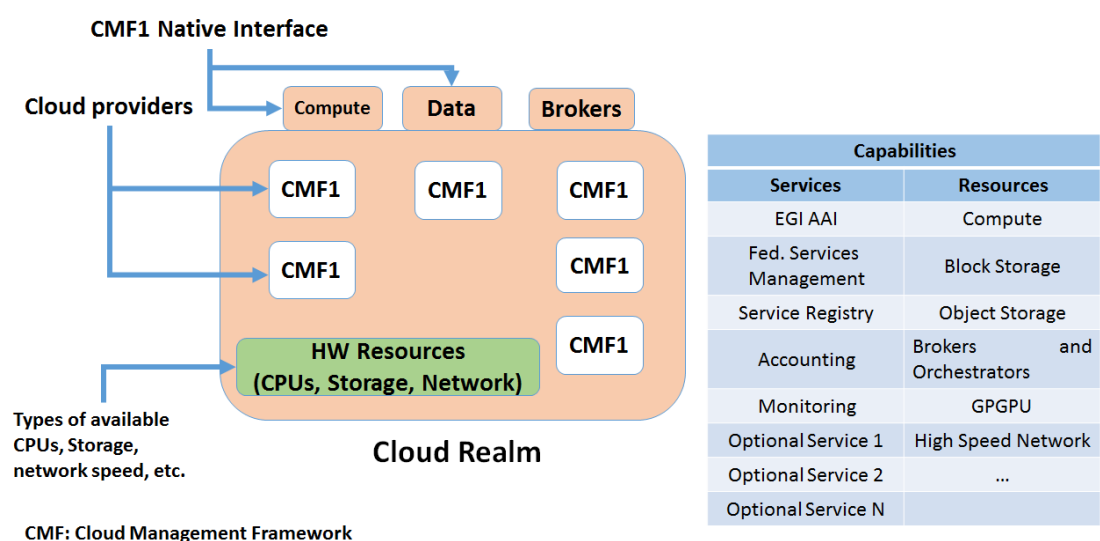 CMF1 Native Interface
Cloud providers
Compute
Data
Brokers
CMF1
CMF1
CMF1
CMF1
CMF1
CMF1
HW Resources
(CPUs, Storage, Network)
Types of available
CPUs, Storage,
network speed, etc.
Cloud Realm
CMF: Cloud Management Framework
Capabilities
Services
Resources
EGI AAI
Compute
Fed. Services
Management
Block Storage
Service Registry
Object Storage
Accounting
Brokers and
Orchestrators
Monitoring
GPGPU
Optional Service 1
High Speed Network
Optional Service 2
...
Optional Service N